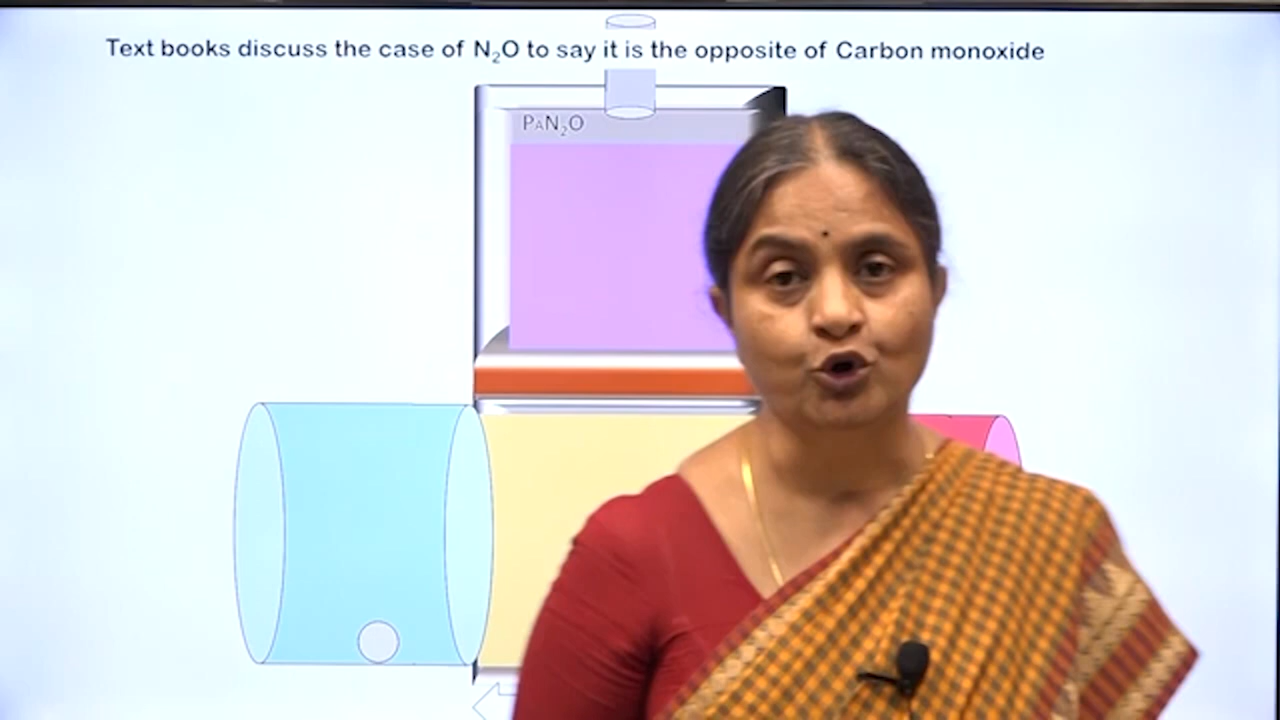 Text books discuss the case of N₂O to say it is the opposite of Carbon monoxide
PAN₂O